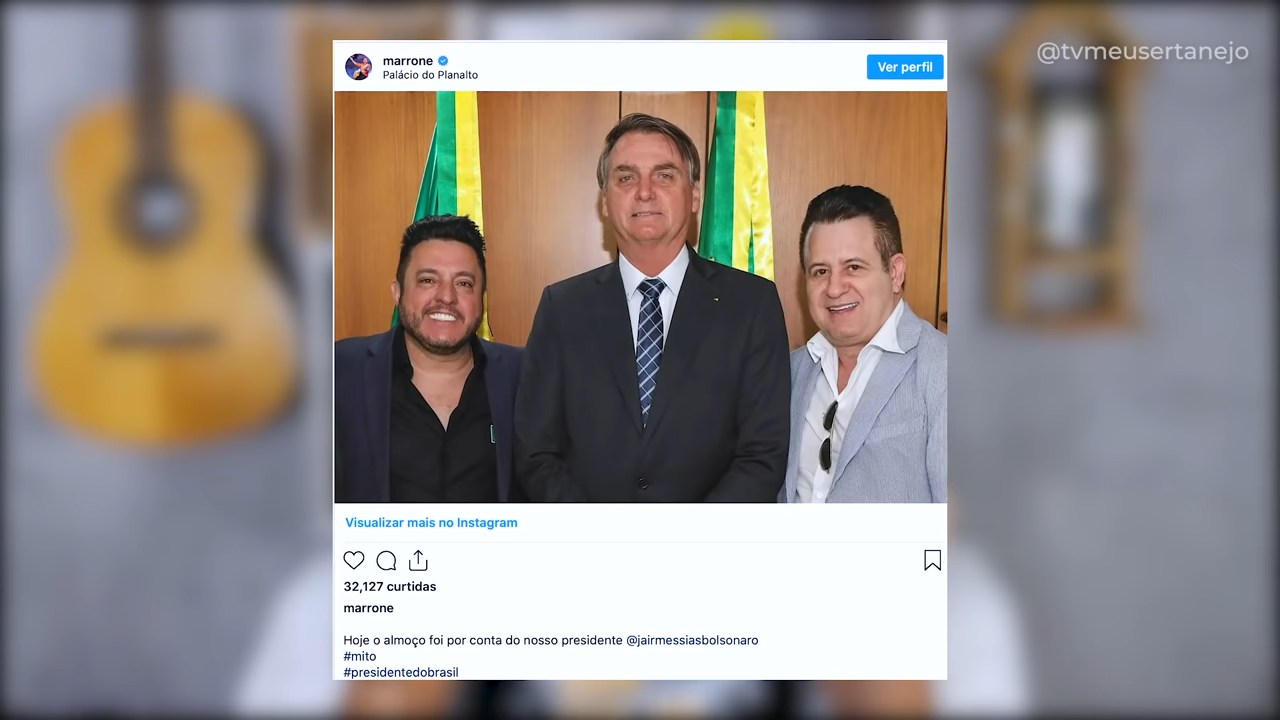 @tvmeusertanejo
marrone
Palácio do Planalto
Ver perfil
Visualizar mais no Instagram
32,127 curtidas
marrone
Hoje o almoço foi por conta do nosso presidente @jairmessiasbolsonaro
#mito
#presidentedobrasil